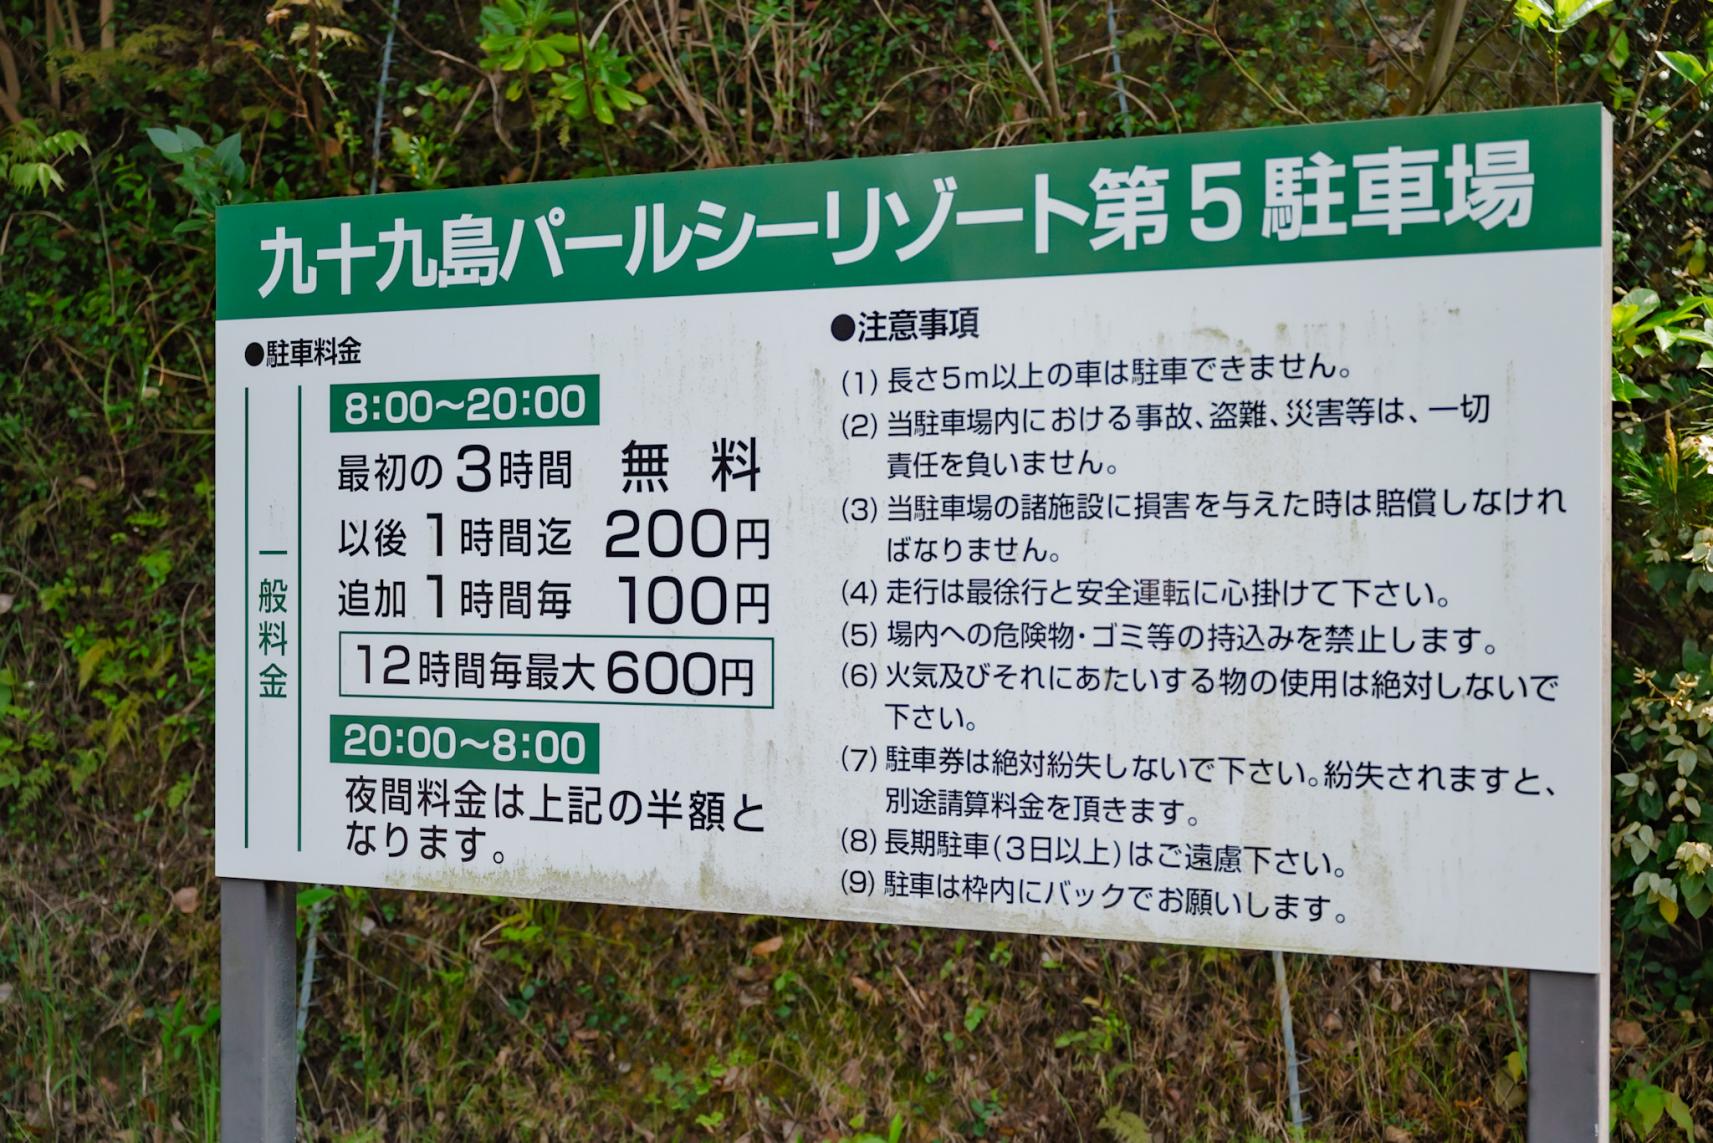 九十九島パールシーリゾート第5駐車場
●駐車料金
一般料金
8:00～20:00
最初の3時間 無料
以後1時間迄 200円
追加1時間毎 100円
12時間毎最大600円
20:00～8:00
夜間料金は上記の半額と
なります。
●注意事項
(1) 長さ5m以上の車は駐車できません。
(2) 当駐車場内における事故、盗難、災害等は、一切
責任を負いません。
(3) 当駐車場の諸施設に損害を与えた時は賠償しなけれ
ばなりません。
(4) 走行は最徐行と安全運転に心掛けて下さい。
(5) 場内への危険物・ゴミ等の持込みを禁止します。
(6) 火気及びそれにあたいする物の使用は絶対しないで
下さい。
(7) 駐車券は絶対紛失しないで下さい。紛失されますと、
別途請算料金を頂きます。
(8) 長期駐車(3日以上)はご遠慮下さい。
(9) 駐車は枠内にバックでお願いします。